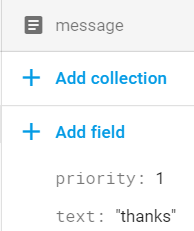 message
+ Add collection
+ Add field
priority: 1
text: "thanks"